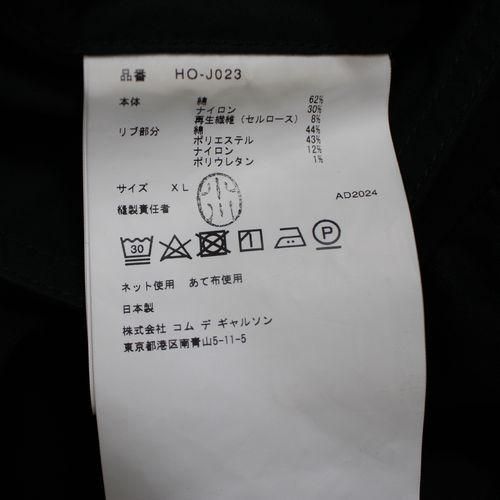 品番 HO-J023
本体 綿 62%
ナイロン 30%
再生繊維(セルロース) 8%
リブ部分 綿 44%
ポリエステル 43%
ナイロン 12%
ポリウレタン 1%
サイズ XL
AD2024
縫製責任者
30 P
ネット使用 あて布使用
日本製
株式会社 コム デ ギャルソン
東京都港区南青山5-11-5